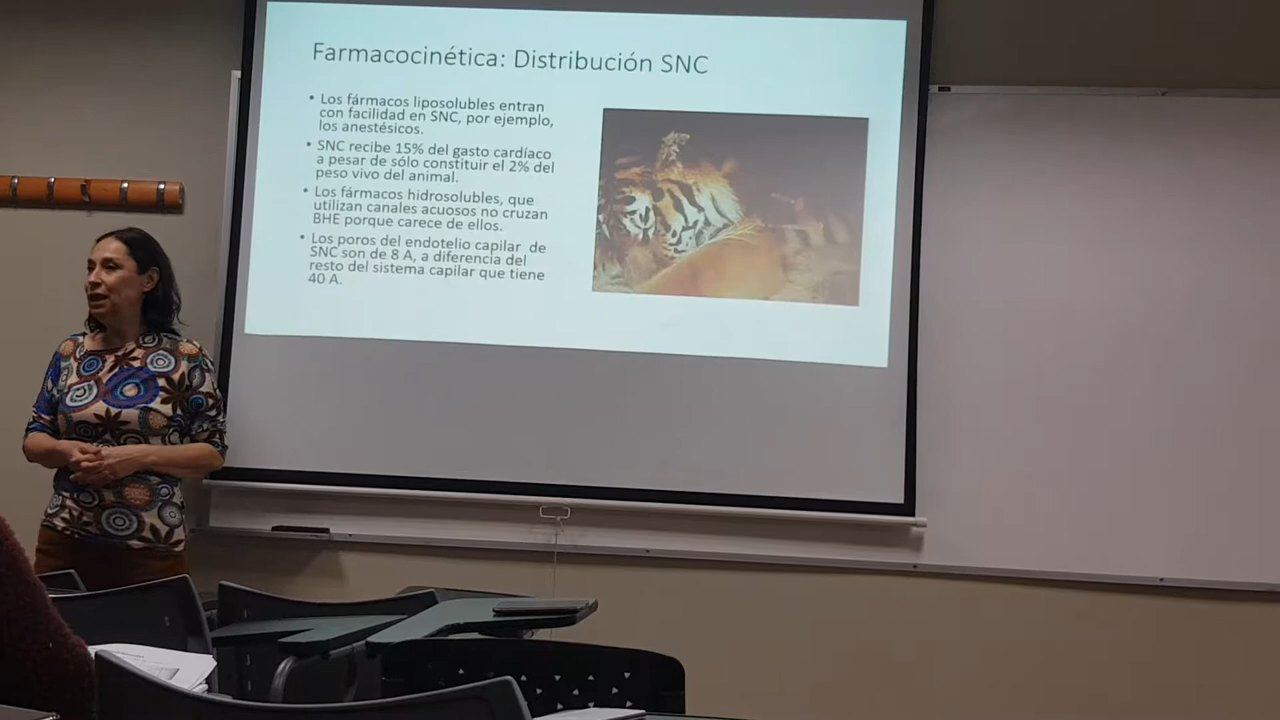 Farmacocinética: Distribución SNC
• Los fármacos liposolubles entran
con facilidad en SNC, por ejemplo,
los anestésicos.
• SNC recibe 15% del gasto cardíaco
a pesar de sólo constituir el 2% del
peso vivo del animal.
• Los fármacos hidrosolubles, que
utilizan canales acuosos no cruzan
BHE porque carece de ellos.
• Los poros del endotelio capilar de
SNC son de 8 A, a diferencia del
resto del sistema capilar que tiene
40 A.